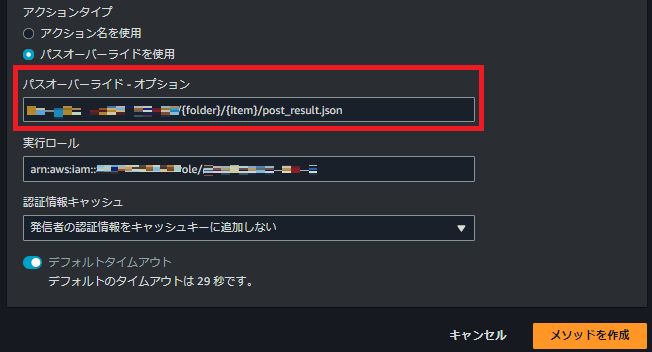 アクションタイプ
アクション名を使用
パスオーバーライドを使用
パスオーバーライド - オプション
/{folder}/{item}/post_result.json
実行ロール
arn:aws:iam:: ole/
認証情報キャッシュ
発信者の認証情報をキャッシュキーに追加しない
デフォルトタイムアウト
デフォルトのタイムアウトは 29 秒です。
キャンセル
メソッドを作成